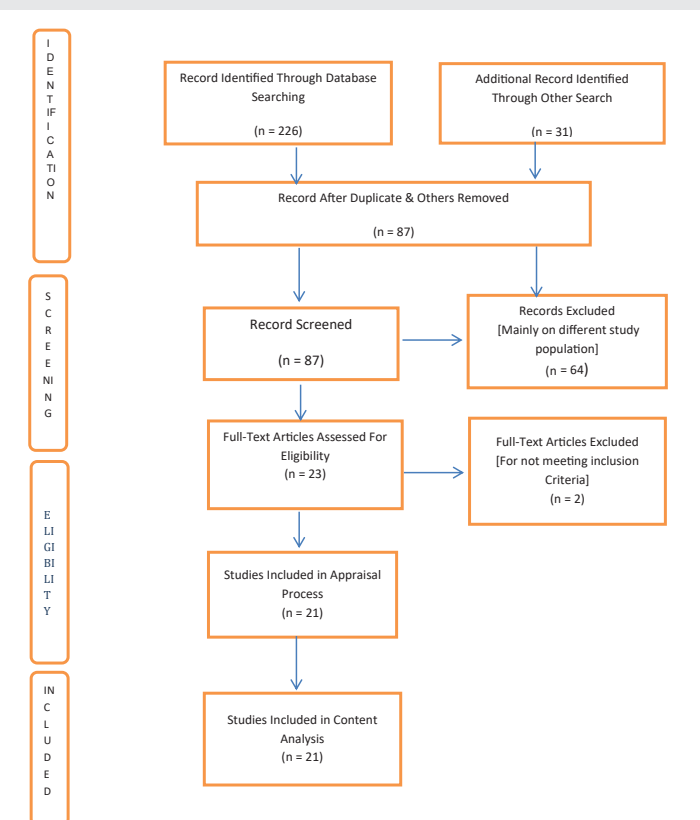 I
D
E
N
T
IF
I
C
A
TI
O
N
Record Identified Through Database
Searching
(n = 226)
Additional Record Identified
Through Other Search
(n = 31)
Record After Duplicate & Others Removed
(n = 87)
S
C
R
E
E
NI
N
G
Record Screened
(n = 87)
Records Excluded
[Mainly on different study
population]
(n = 64)
Full-Text Articles Assessed For
Eligibility
(n = 23)
Full-Text Articles Excluded
[For not meeting inclusion
Criteria]
(n = 2)
E
LI
GI
BI
LI
T
Y
Studies Included in Appraisal
Process
(n = 21)
IN
C
L
U
D
E
D
Studies Included in Content
Analysis
(n = 21)